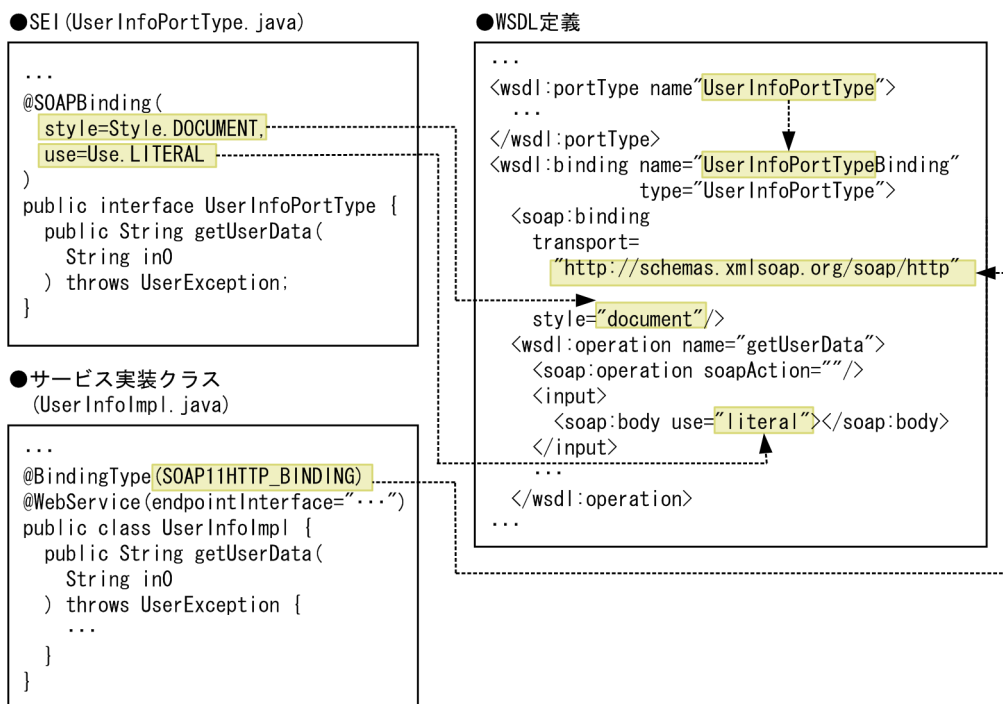 ●SEI(UserInfoPortType.java)
...
@SOAPBinding(
style=Style.DOCUMENT,
use=Use.LITERAL
)
public interface UserInfoPortType {
public String getUserData(
String in0
) throws UserException;
}
●サービス実装クラス
(UserInfoImpl.java)
...
@BindingType(SOAP11HTTP_BINDING)
@WebService(endpointInterface="···")
public class UserInfoImpl {
public String getUserData(
String in0
) throws UserException {
...
}
}
●WSDL定義
...
<wsdl:portType name"UserInfoPortType">
...
</wsdl:portType>
<wsdl:binding name="UserInfoPortTypeBinding"
type="UserInfoPortType">
<soap:binding
transport=
"http://schemas.xmlsoap.org/soap/http"
style="document"/>
<wsdl:operation name="getUserData">
<soap:operation soapAction=""/>
<input>
<soap:body use="literal"></soap:body>
</input>
...
</wsdl:operation>
...